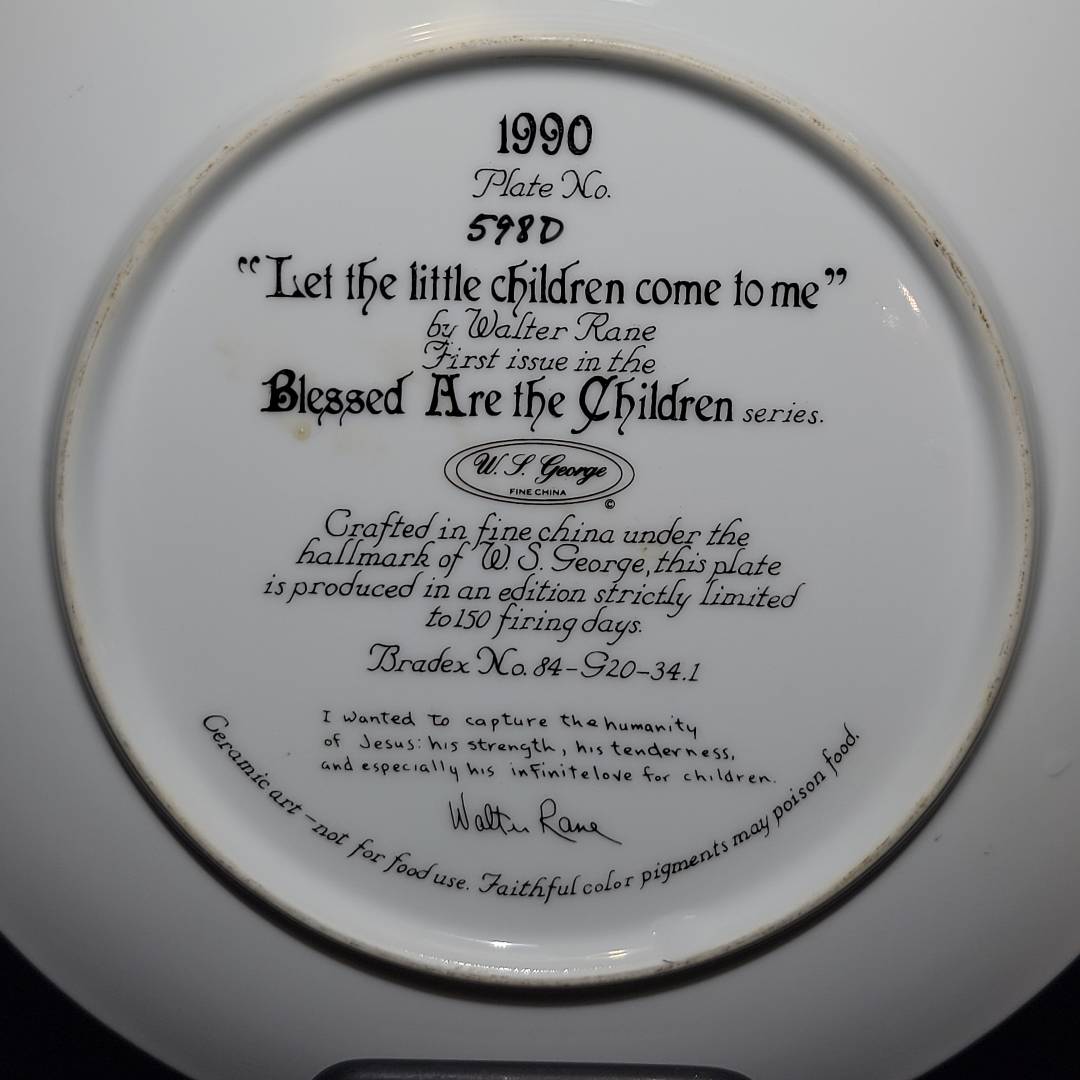 1990
Plate No.
598D
“Let the little children come to me”
by Walter Rane
First issue in the
Blessed Are the Children series.
W. S. George
FINE CHINA
©
Crafted in fine china under the
hallmark of W. S. George, this plate
is produced in an edition strictly limited
to 150 firing days.
Bradex No. 84-G20-34.1
I wanted to capture the humanity
of Jesus: his strength, his tenderness,
and especially his infinite love for children.
Walter Rane
Ceramic art - not for food use. Faithful color pigments may poison food.